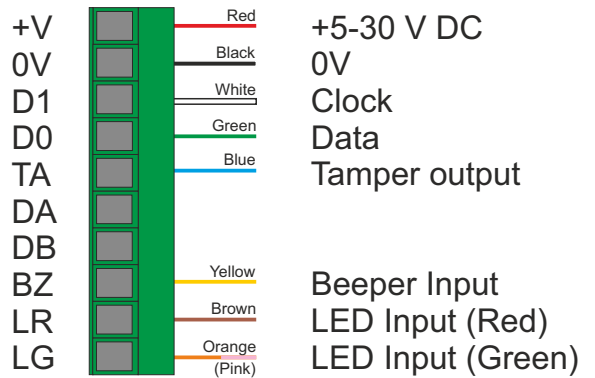 +V Red +5-30 V DC
0V Black 0V
D1 White Clock
D0 Green Data
TA Blue Tamper output
DA
DB
BZ Yellow Beeper Input
LR Brown LED Input (Red)
LG Orange LED Input (Green)
(Pink)